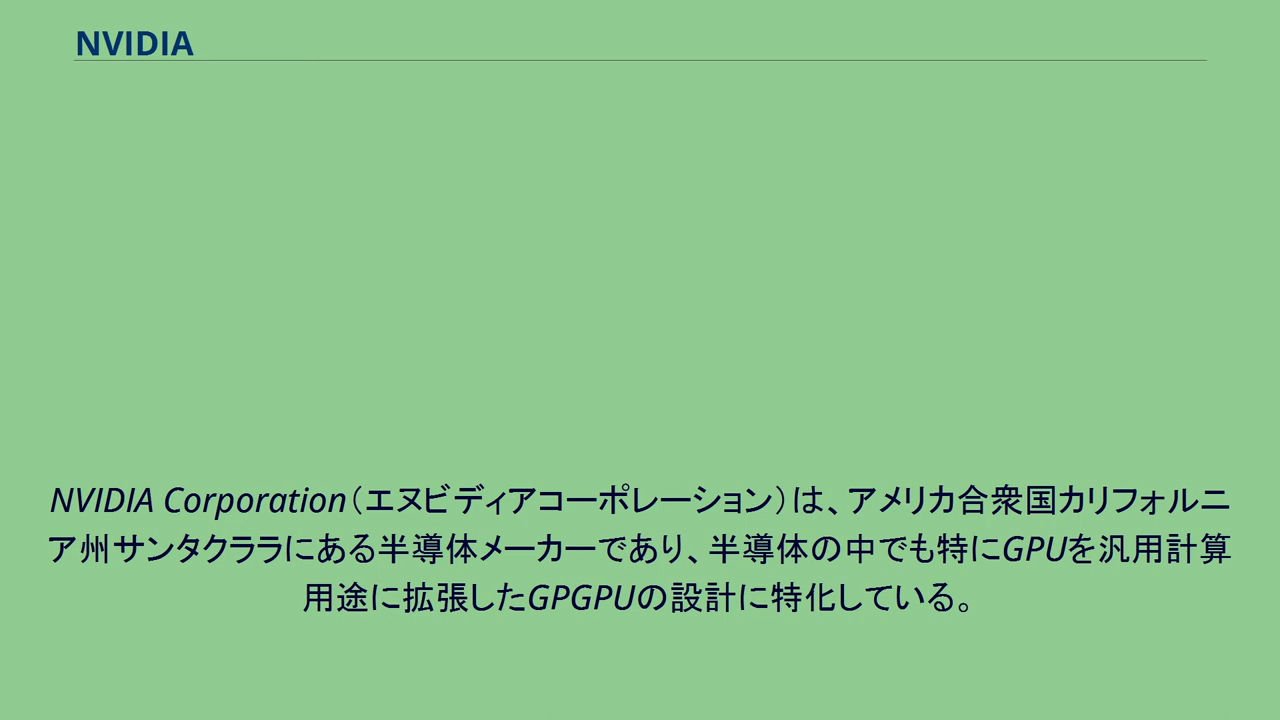 NVIDIA
NVIDIA Corporation（エヌビディアコーポレーション）は、アメリカ合衆国カリフォルニ
ア州サンタクララにある半導体メーカーであり、半導体の中でも特にGPUを汎用計算
用途に拡張したGPGPUの設計に特化している。